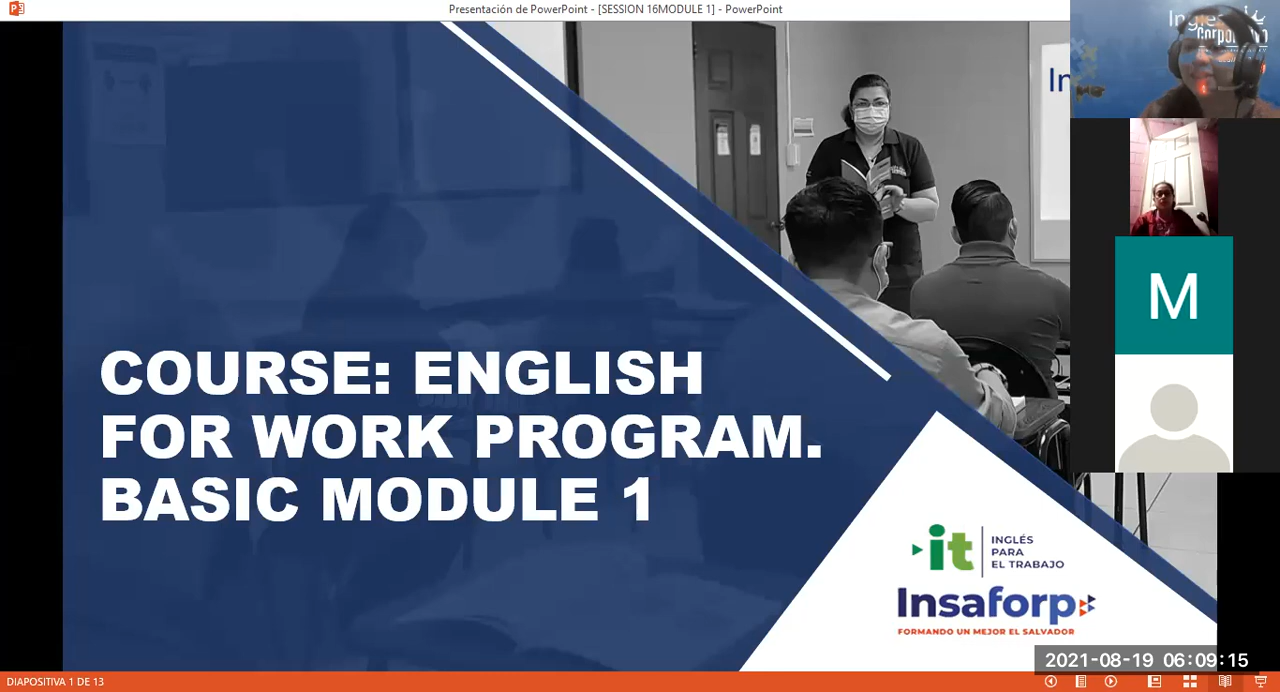 Presentación de PowerPoint - [SESSION 16MODULE 1] - PowerPoint
COURSE: ENGLISH
FOR WORK PROGRAM.
BASIC MODULE 1
it
INGLÉS
PARA
EL TRABAJO
Insaforp
FORMANDO UN MEJOR EL SALVADOR
M
2021-08-19 06:09:15
DIAPOSITIVA 1 DE 13